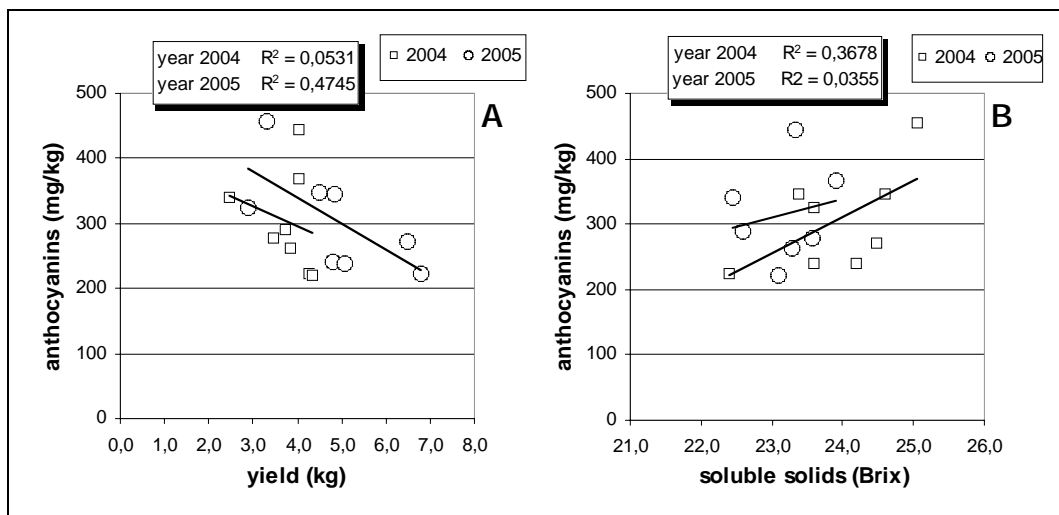 year 2004 R² = 0,0531
year 2005 R² = 0,4745
2004 2005
A
500
400
300
200
100
0
anthocyanins (mg/kg)
0,0 1,0 2,0 3,0 4,0 5,0 6,0 7,0 8,0
yield (kg)
year 2004 R² = 0,3678
year 2005 R2 = 0,0355
2004 2005
B
500
400
300
200
100
0
anthocyanins (mg/kg)
21,0 22,0 23,0 24,0 25,0 26,0
soluble solids (Brix)